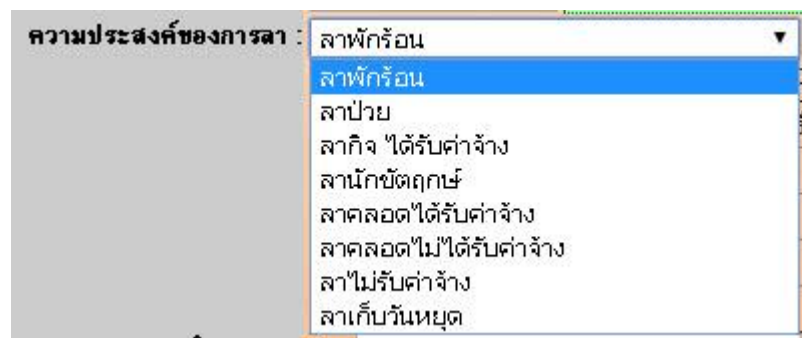 ความประสงค์ของการลา : ลาพักร้อน
ลาพักร้อน
ลาป่วย
ลากิจ ได้รับค่าจ้าง
ลานักขัตฤกษ์
ลาคลอดได้รับค่าจ้าง
ลาคลอดไม่ได้รับค่าจ้าง
ลาไม่รับค่าจ้าง
ลาเก็บวันหยุด